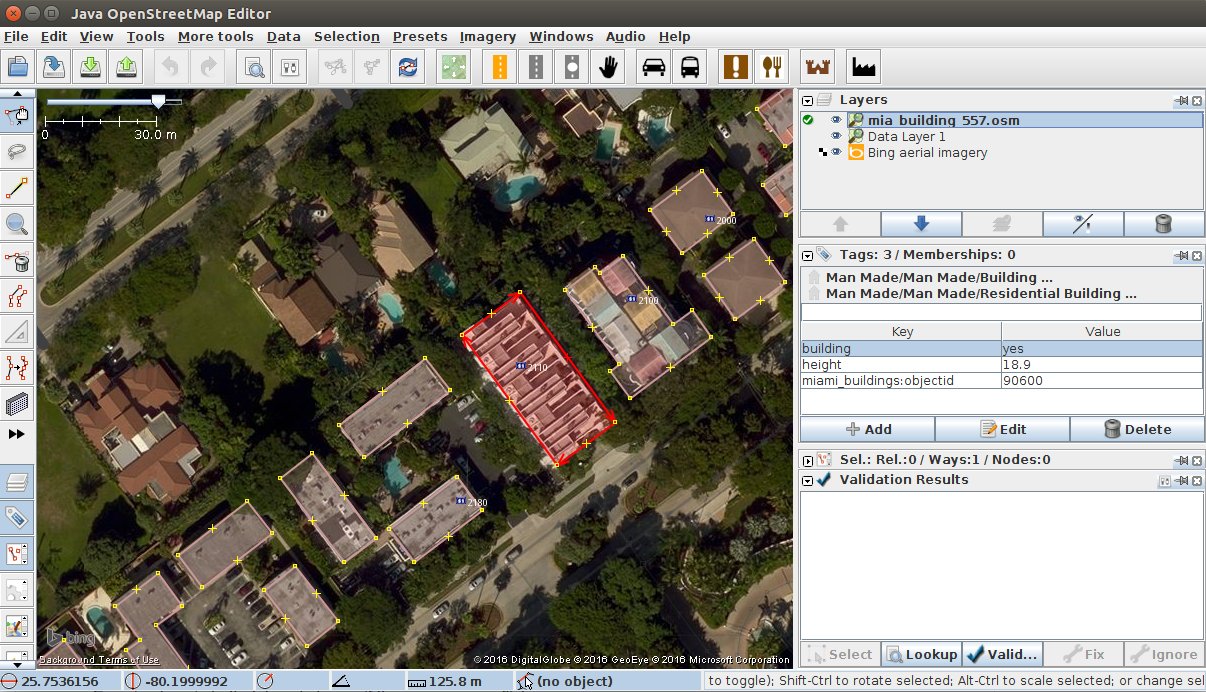 Java OpenStreetMap Editor
File Edit View Tools More tools Data Selection Presets Imagery Windows Audio Help
0 30.0 m
2000
2100
2110
2180
bing
Background Terms of Use
© 2016 DigitalGlobe © 2016 GeoEye © 2016 Microsoft Corporation
Layers
mia_building_557.osm
Data Layer 1
Bing aerial imagery
Tags: 3 / Memberships: 0
Man Made/Man Made/Building ...
Man Made/Man Made/Residential Building ...
Key Value
building yes
height 18.9
miami_buildings:objectid 90600
Add Edit Delete
Sel.: Rel.:0 / Ways:1 / Nodes:0
Validation Results
Select Lookup Valid... Fix Ignore
25.7536156 -80.1999992 125.8 m (no object) to toggle); Shift-Ctrl to rotate selected; Alt-Ctrl to scale selected; or change sel